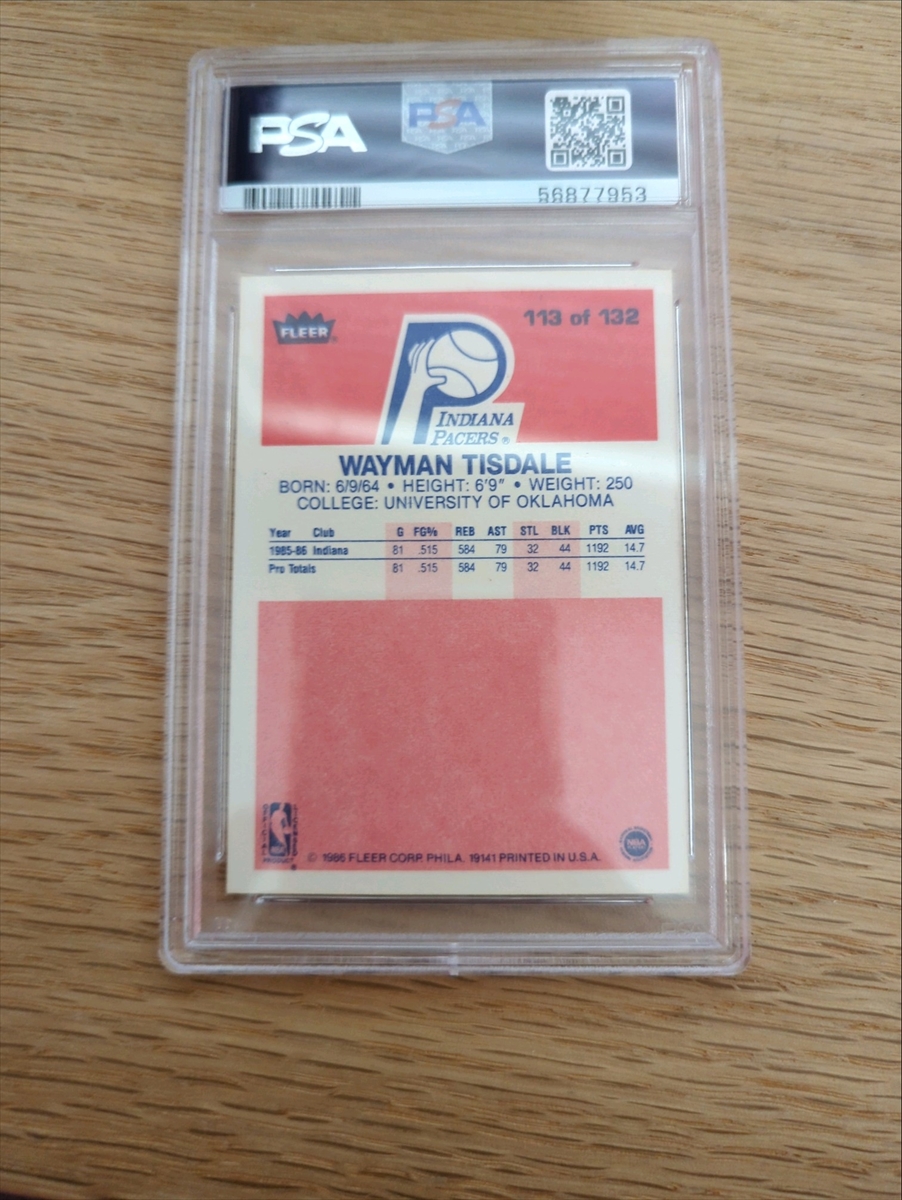 PSA
PSA
56877953
FLEER®
113 of 132
INDIANA
PACERS ®
WAYMAN TISDALE
BORN: 6/9/64 • HEIGHT: 6'9" • WEIGHT: 250
COLLEGE: UNIVERSITY OF OKLAHOMA
Year Club G FG% REB AST STL BLK PTS AVG
1985-86 Indiana 81 .515 584 79 32 44 1192 14.7
Pro Totals 81 .515 584 79 32 44 1192 14.7
OFFICIAL
LICENSED
PRODUCT
© 1986 FLEER CORP. PHILA. 19141 PRINTED IN U.S.A.